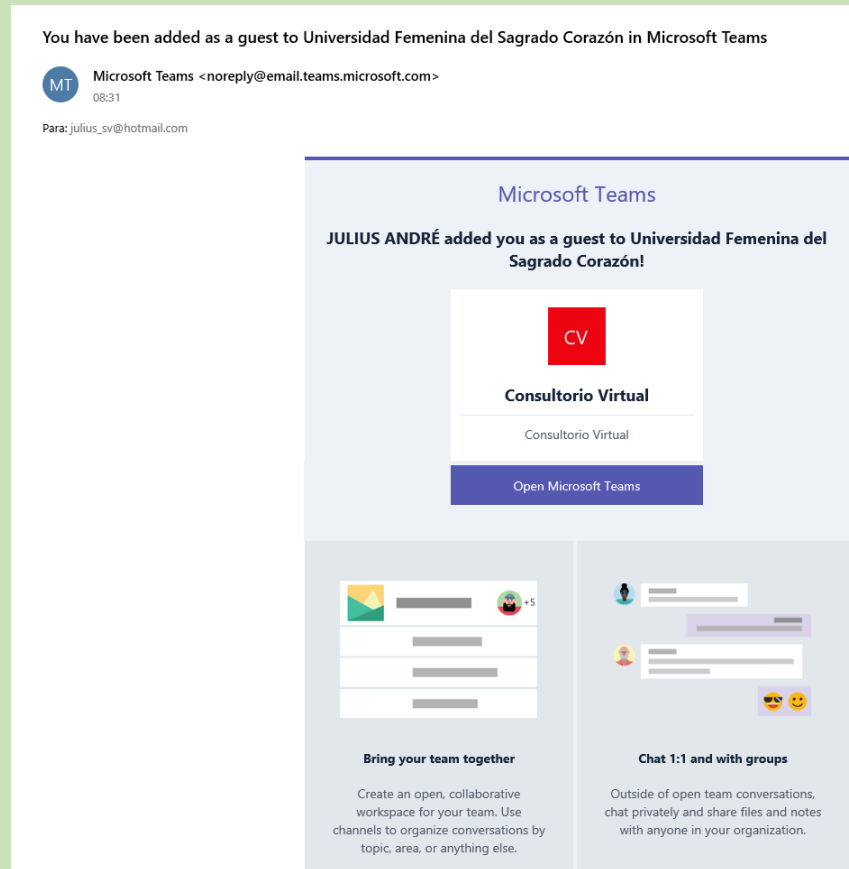 You have been added as a guest to Universidad Femenina del Sagrado Corazón in Microsoft Teams
MT
Microsoft Teams <noreply@email.teams.microsoft.com>
08:31
Para: julius_sv@hotmail.com
Microsoft Teams
JULIUS ANDRÉ added you as a guest to Universidad Femenina del
Sagrado Corazón!
CV
Consultorio Virtual
Consultorio Virtual
Open Microsoft Teams
+5
Bring your team together
Create an open, collaborative
workspace for your team. Use
channels to organize conversations by
topic, area, or anything else.
Chat 1:1 and with groups
Outside of open team conversations,
chat privately and share files and notes
with anyone in your organization.